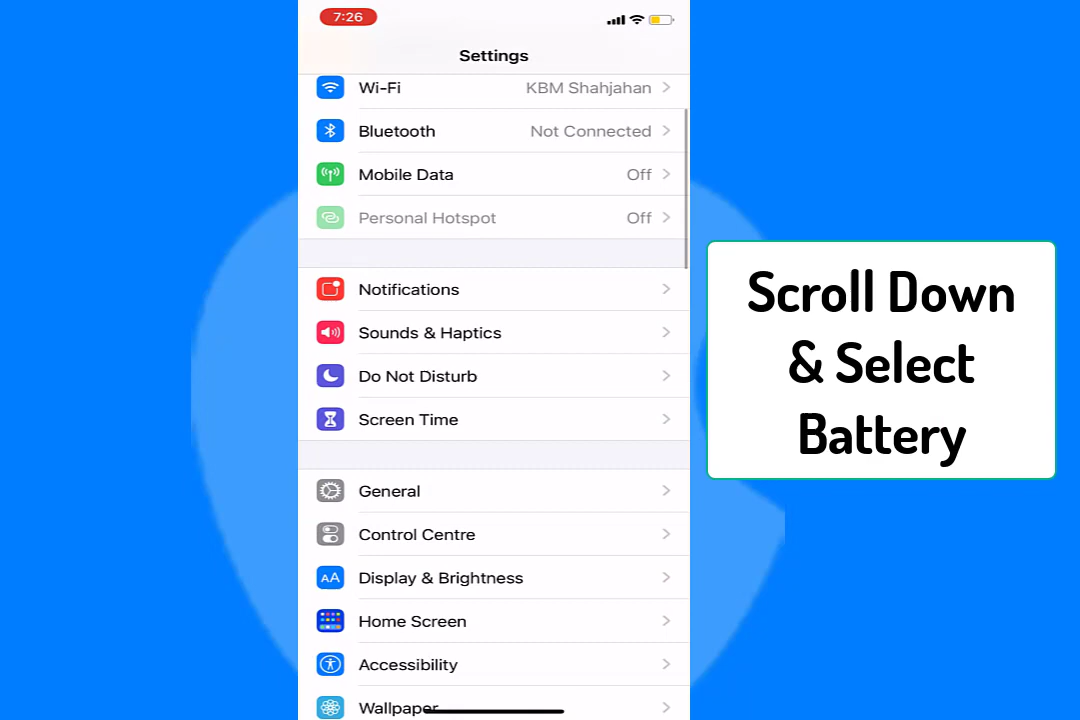 7:26
Settings
Wi-Fi KBM Shahjahan
Bluetooth Not Connected
Mobile Data Off
Personal Hotspot Off
Notifications
Sounds & Haptics
Do Not Disturb
Screen Time
General
Control Centre
AA Display & Brightness
Home Screen
Accessibility
Wallpaper
Scroll Down
& Select
Battery